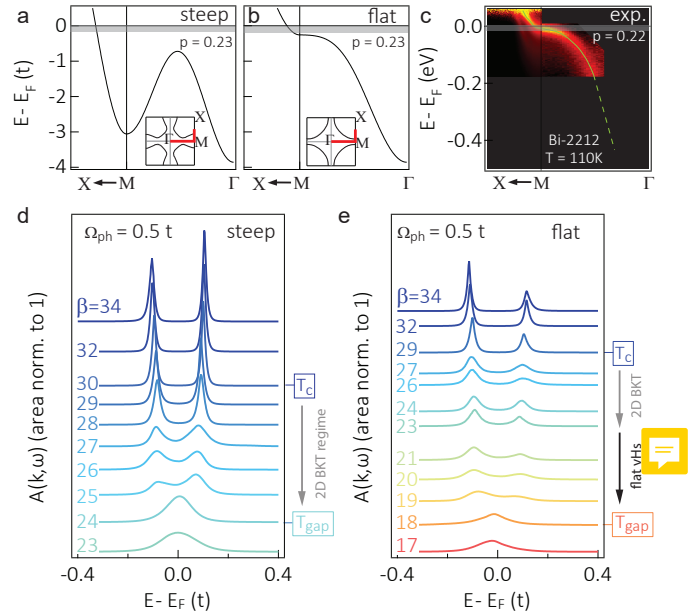 a
steep
b
flat
c
exp.
p = 0.23
p = 0.23
p = 0.22
E - E_F (t)
0
-1
-2
-3
-4
X
Γ
M
X
Γ
M
E - E_F (eV)
0.0
-0.2
-0.4
Bi-2212
T = 110K
X ← M
Γ
X ← M
Γ
X ← M
Γ
d
Ω_ph = 0.5 t
steep
β=34
32
30
29
28
27
26
25
24
23
T_c
2D BKT regime
T_gap
A(k,ω) (area norm. to 1)
-0.4
0.0
0.4
E - E_F (t)
e
Ω_ph = 0.5 t
flat
β=34
32
29
27
26
24
23
21
20
19
18
17
T_c
2D BKT
flat vHs
T_gap
A(k,ω) (area norm. to 1)
-0.4
0.0
0.4
E - E_F (t)